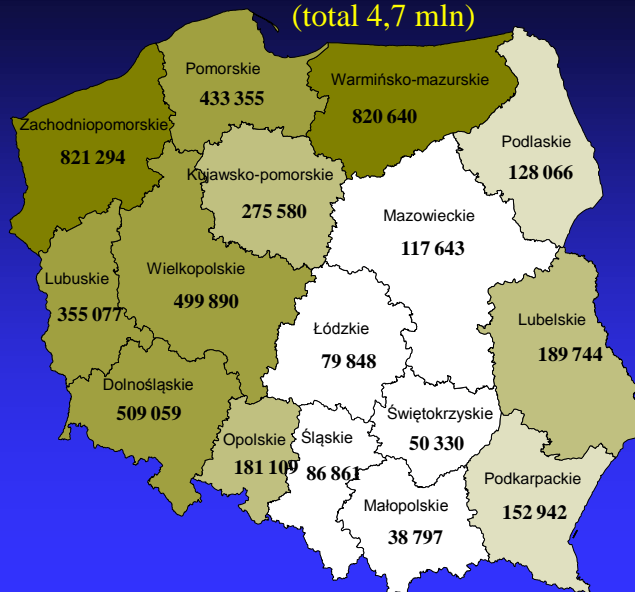 (total 4,7 mln)
Pomorskie
433 355
Warmińsko-mazurskie
820 640
Zachodniopomorskie
821 294
Podlaskie
128 066
Kujawsko-pomorskie
275 580
Mazowieckie
117 643
Lubuskie
355 077
Wielkopolskie
499 890
Łódzkie
79 848
Lubelskie
189 744
Dolnośląskie
509 059
Opolskie
181 109
Śląskie
86 861
Świętokrzyskie
50 330
Małopolskie
38 797
Podkarpackie
152 942